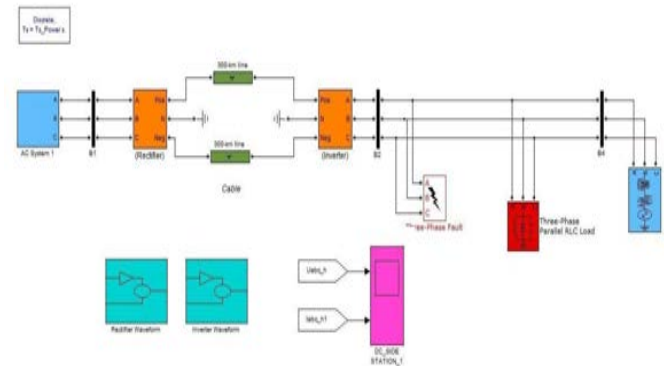 Discrete,
Ts = Ts_Power s
300-km line
A
B
C
A
B
C
Pos
N
Neg
Pos
N
Neg
A
B
C
AC System 1
B1
(Rectifier)
300-km line
(Inverter)
B2
B4
Cable
A
B
C
Three-Phase Fault
Three-Phase
Parallel RLC Load
Rectifier Waveform
Inverter Waveform
DC_SIDE
STATION_1